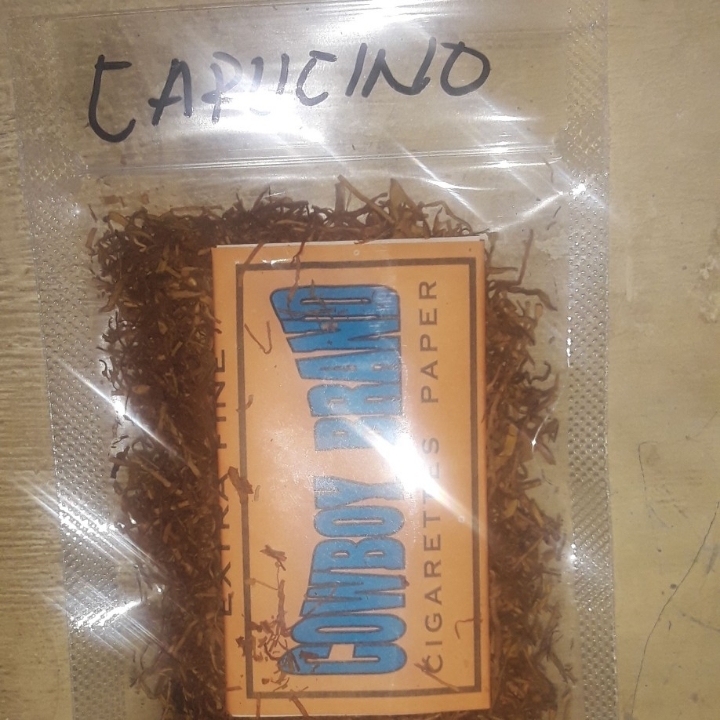 CAPUCINO
EXTRA FINE
COWBOY BRAND
CIGARETTES PAPER